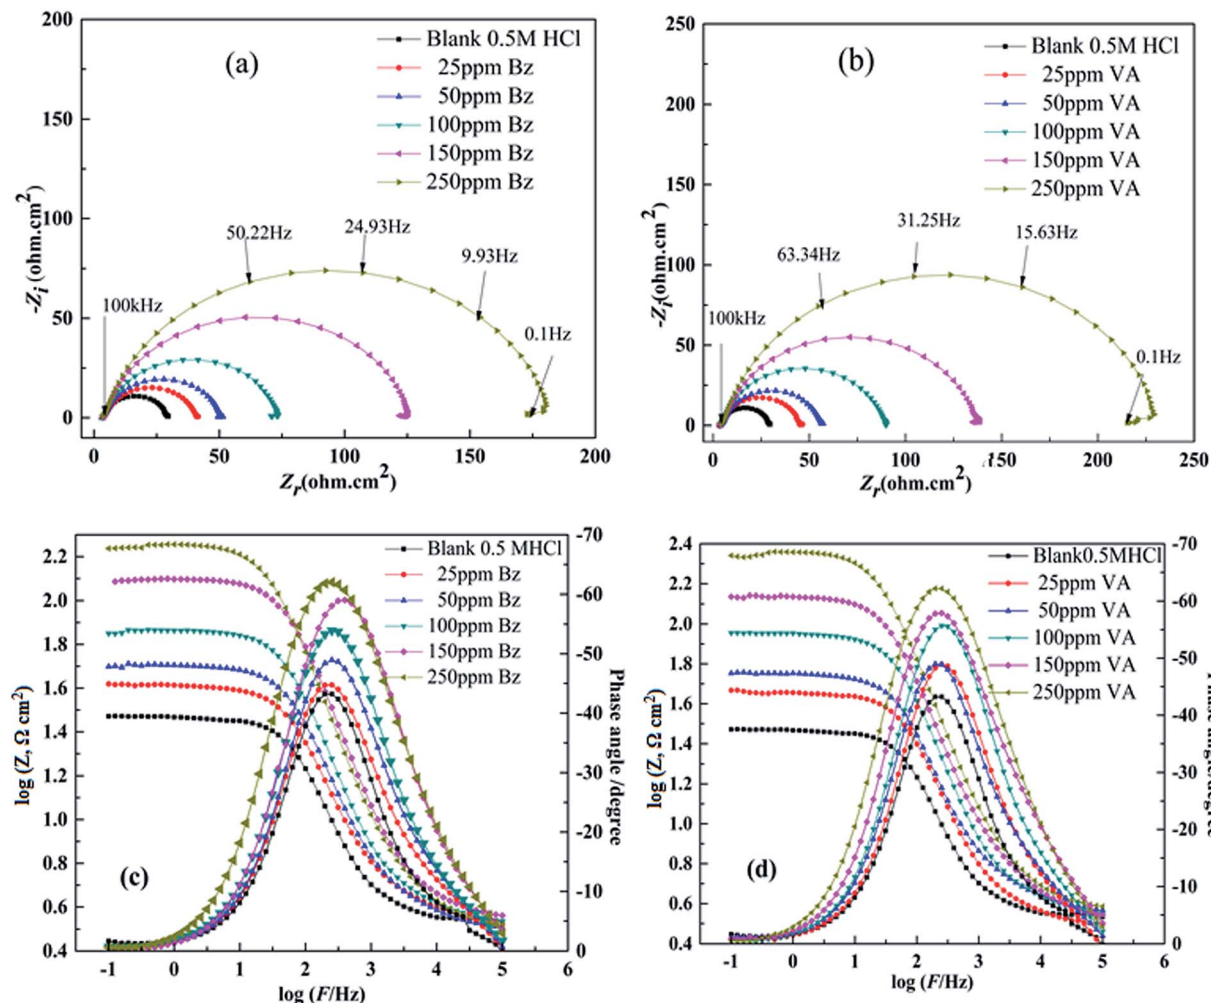 (a)
Blank 0.5M HCl
25ppm Bz
50ppm Bz
100ppm Bz
150ppm Bz
250ppm Bz
200
150
100
50
0
-Zi (ohm.cm2)
100kHz
50.22Hz
24.93Hz
9.93Hz
0.1Hz
0 50 100 150 200
Zr(ohm.cm2)
(b)
Blank 0.5M HCl
25ppm VA
50ppm VA
100ppm VA
150ppm VA
250ppm VA
250
200
150
100
50
0
-Zi(ohm.cm2)
100kHz
63.34Hz
31.25Hz
15.63Hz
0.1Hz
0 50 100 150 200 250
Zr(ohm.cm2)
Blank 0.5 MHCl
25ppm Bz
50ppm Bz
100ppm Bz
150ppm Bz
250ppm Bz
2.2
2.0
1.8
1.6
1.4
1.2
1.0
0.8
0.6
0.4
log (Z, Ω cm2)
-70
-60
-50
-40
-30
-20
-10
0
Phase angle /degree
(c)
-1 0 1 2 3 4 5 6
log (F/Hz)
Blank0.5MHCl
25ppm VA
50ppm VA
100ppm VA
150ppm VA
250ppm VA
2.4
2.2
2.0
1.8
1.6
1.4
1.2
1.0
0.8
0.6
0.4
log (Z, Ω cm2)
-70
-60
-50
-40
-30
-20
-10
0
(d)
-1 0 1 2 3 4 5 6
log (F/Hz)